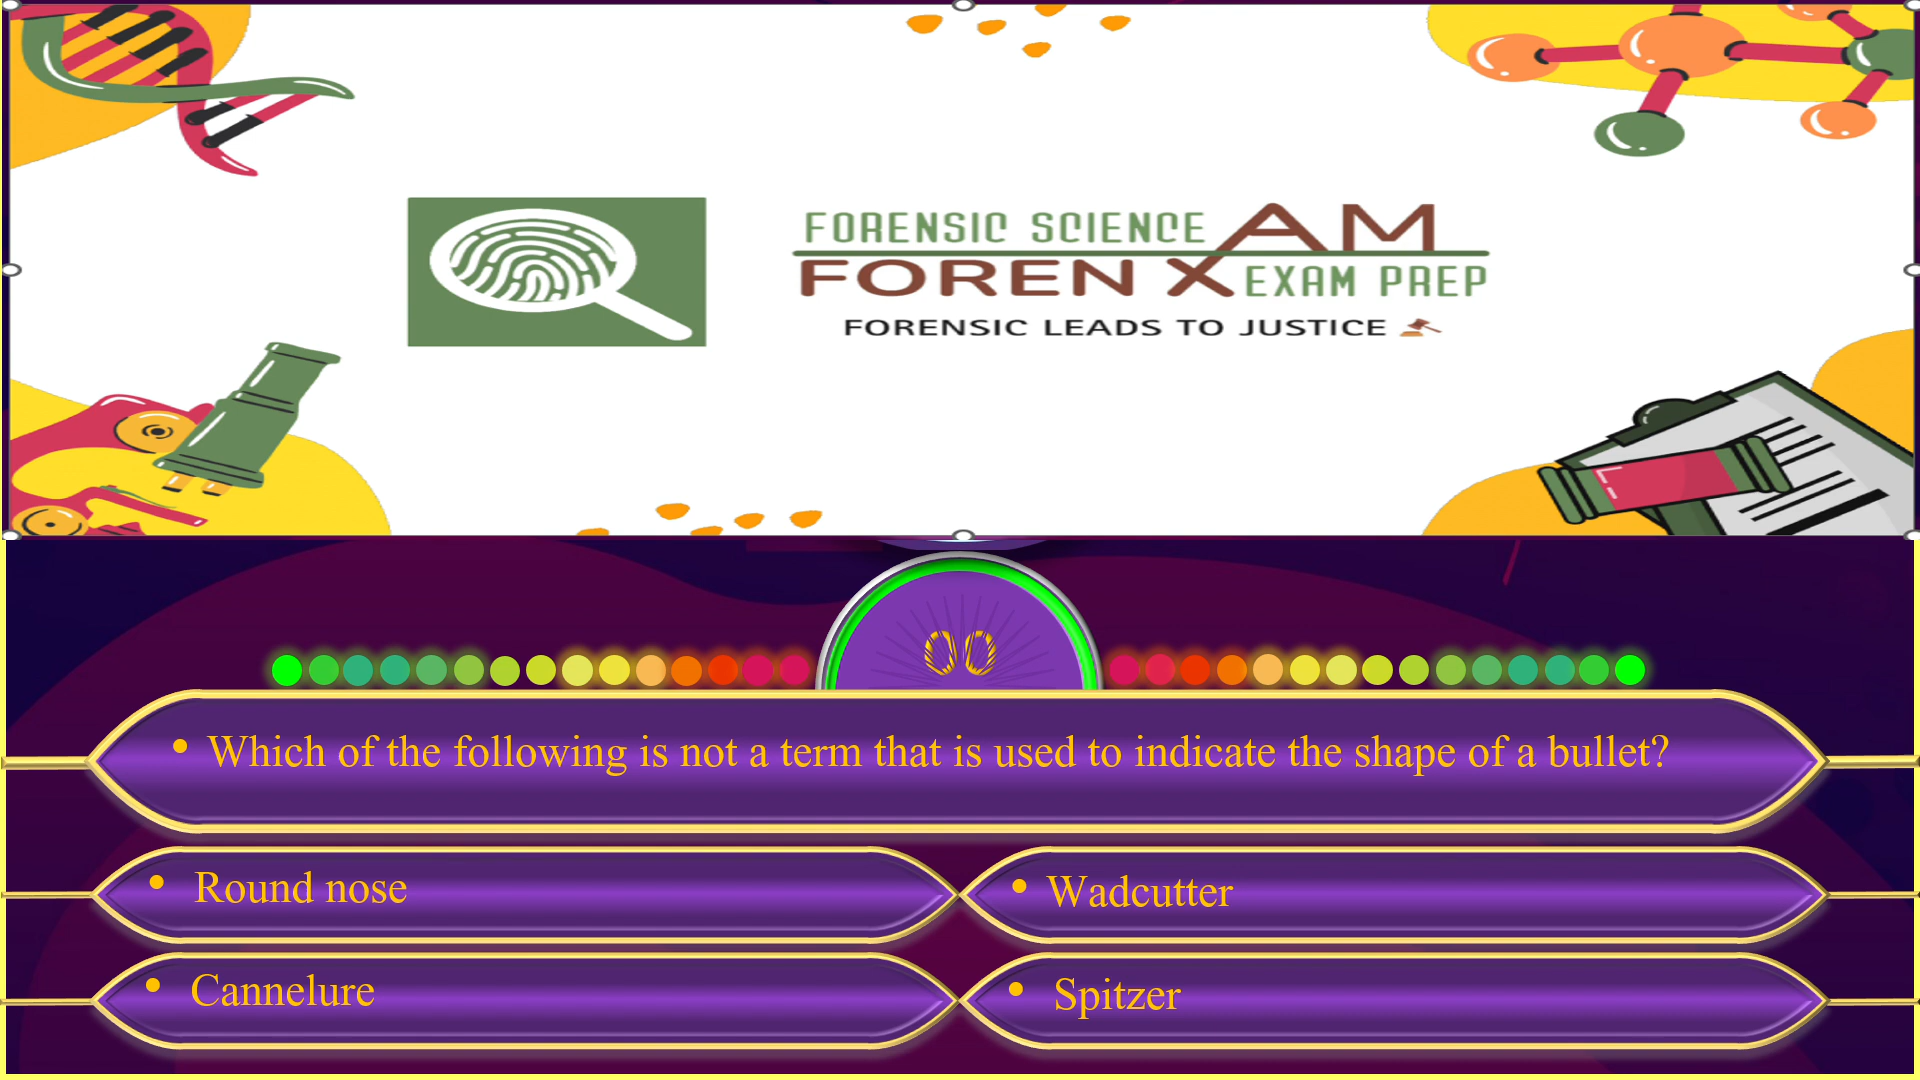 FORENSIC SCIENCE AM
FOREN X EXAM PREP
FORENSIC LEADS TO JUSTICE
00
• Which of the following is not a term that is used to indicate the shape of a bullet?
• Round nose
• Wadcutter
• Cannelure
• Spitzer